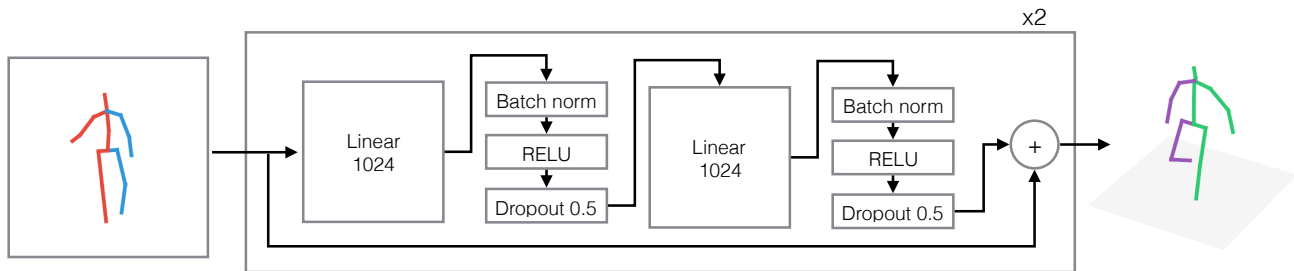 x2
Linear
1024
Batch norm
RELU
Dropout 0.5
Linear
1024
Batch norm
RELU
Dropout 0.5
+